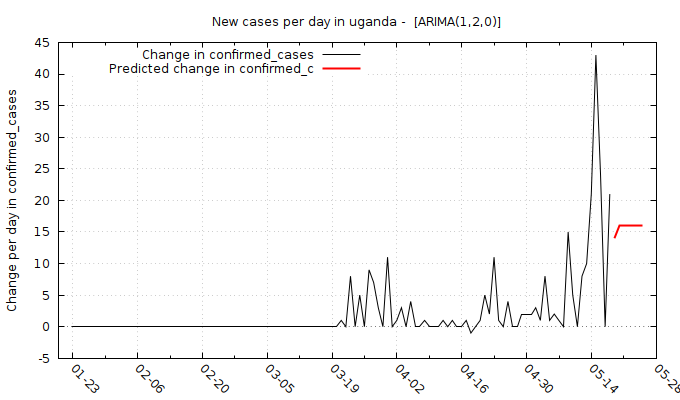 New cases per day in uganda -  [ARIMA(1,2,0)]
Change in confirmed_cases
Predicted change in confirmed_c
Change per day in confirmed_cases
45
40
35
30
25
20
15
10
5
0
-5
01-23 02-06 02-20 03-05 03-19 04-02 04-16 04-30 05-14 05-28